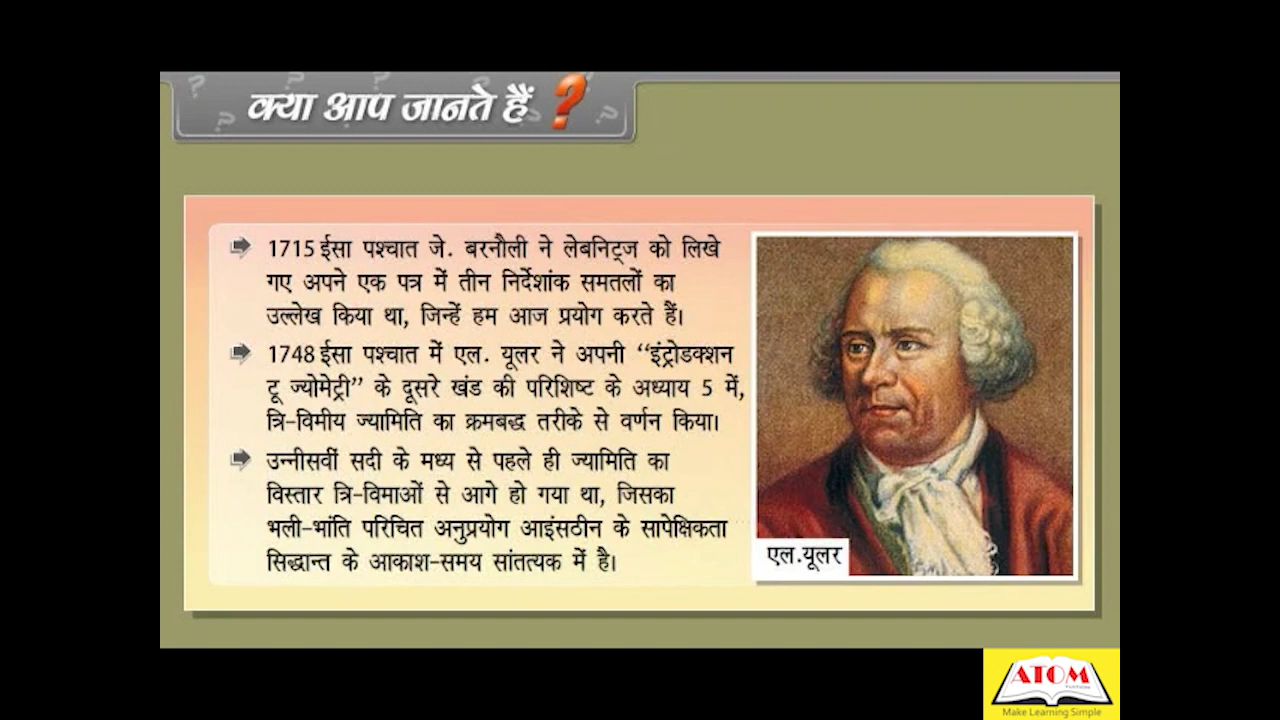 क्या आप जानते हैं ?
1715 ईसा पश्चात जे. बरनौली ने लेबनिट्ज को लिखे
गए अपने एक पत्र में तीन निर्देशांक समतलों का
उल्लेख किया था, जिन्हें हम आज प्रयोग करते हैं।
1748 ईसा पश्चात में एल. यूलर ने अपनी “इंट्रोडक्शन
टू ज्योमेट्री” के दूसरे खंड की परिशिष्ट के अध्याय 5 में,
त्रि-विमीय ज्यामिति का क्रमबद्ध तरीके से वर्णन किया।
उन्नीसवीं सदी के मध्य से पहले ही ज्यामिति का
विस्तार त्रि-विमाओं से आगे हो गया था, जिसका
भली-भांति परिचित अनुप्रयोग आइंसठीन के सापेक्षिकता
सिद्धान्त के आकाश-समय सांतत्यक में है।
एल.यूलर
ATOM
Make Learning Simple